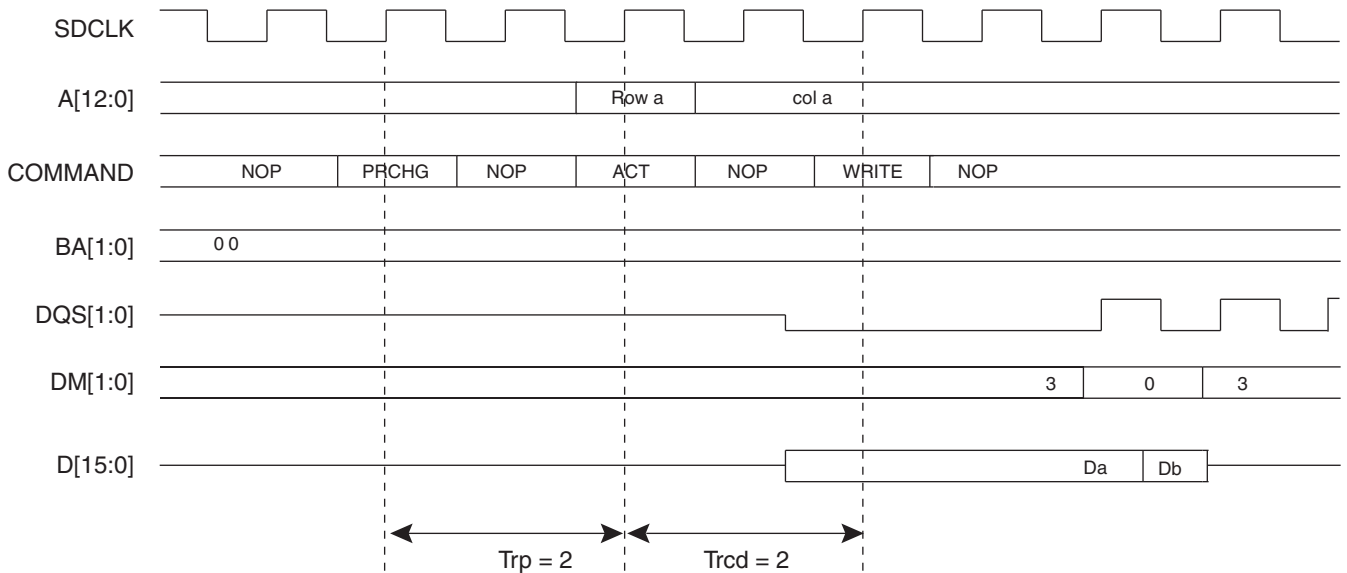 SDCLK
A[12:0] Row a col a
COMMAND NOP PRCHG NOP ACT NOP WRITE NOP
BA[1:0] 0 0
DQS[1:0]
DM[1:0] 3 0 3
D[15:0] Da Db
Trp = 2 Trcd = 2